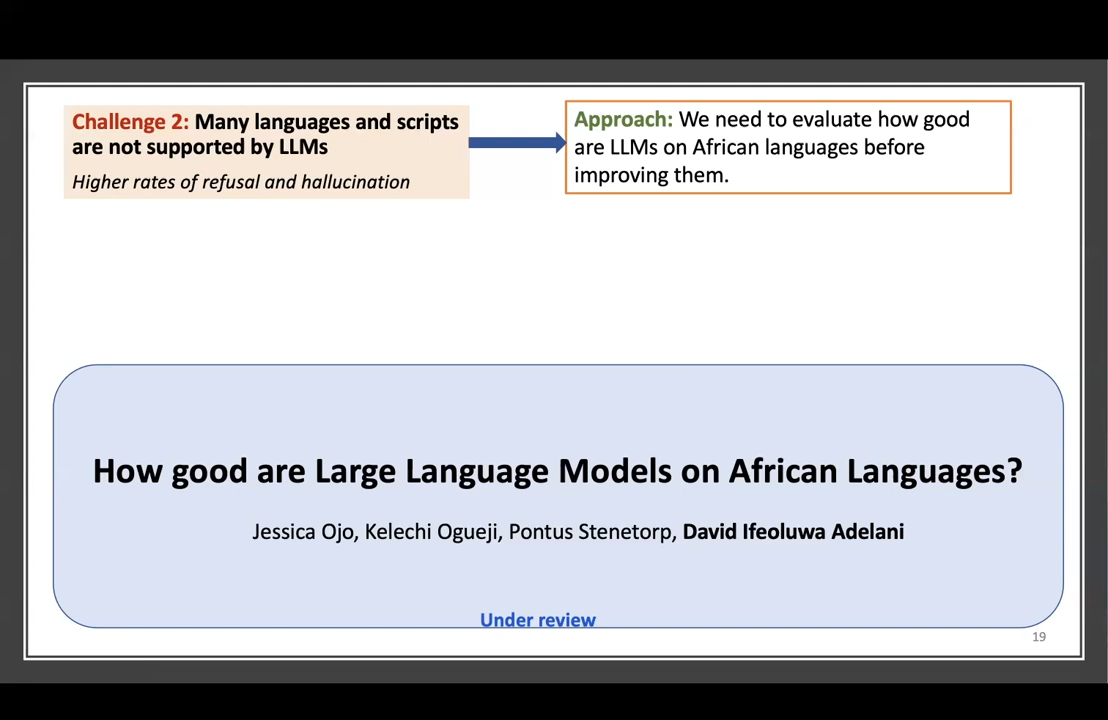 Challenge 2: Many languages and scripts
are not supported by LLMs
Higher rates of refusal and hallucination
Approach: We need to evaluate how good
are LLMs on African languages before
improving them.
How good are Large Language Models on African Languages?
Jessica Ojo, Kelechi Ogueji, Pontus Stenetorp, David Ifeoluwa Adelani
Under review
19